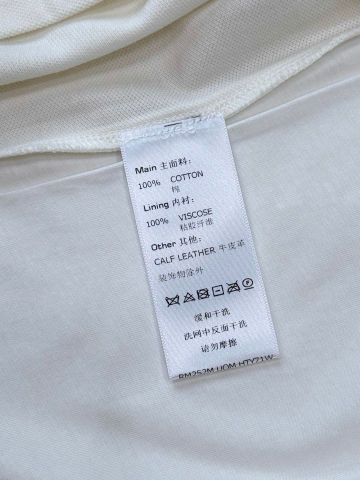 Main 主面料:
100% COTTON
棉
Lining 内衬:
100% VISCOSE
粘胶纤维
Other 其他:
CALF LEATHER 牛皮革
装饰物除外
缓和干洗
洗网中反面干洗
请勿摩擦